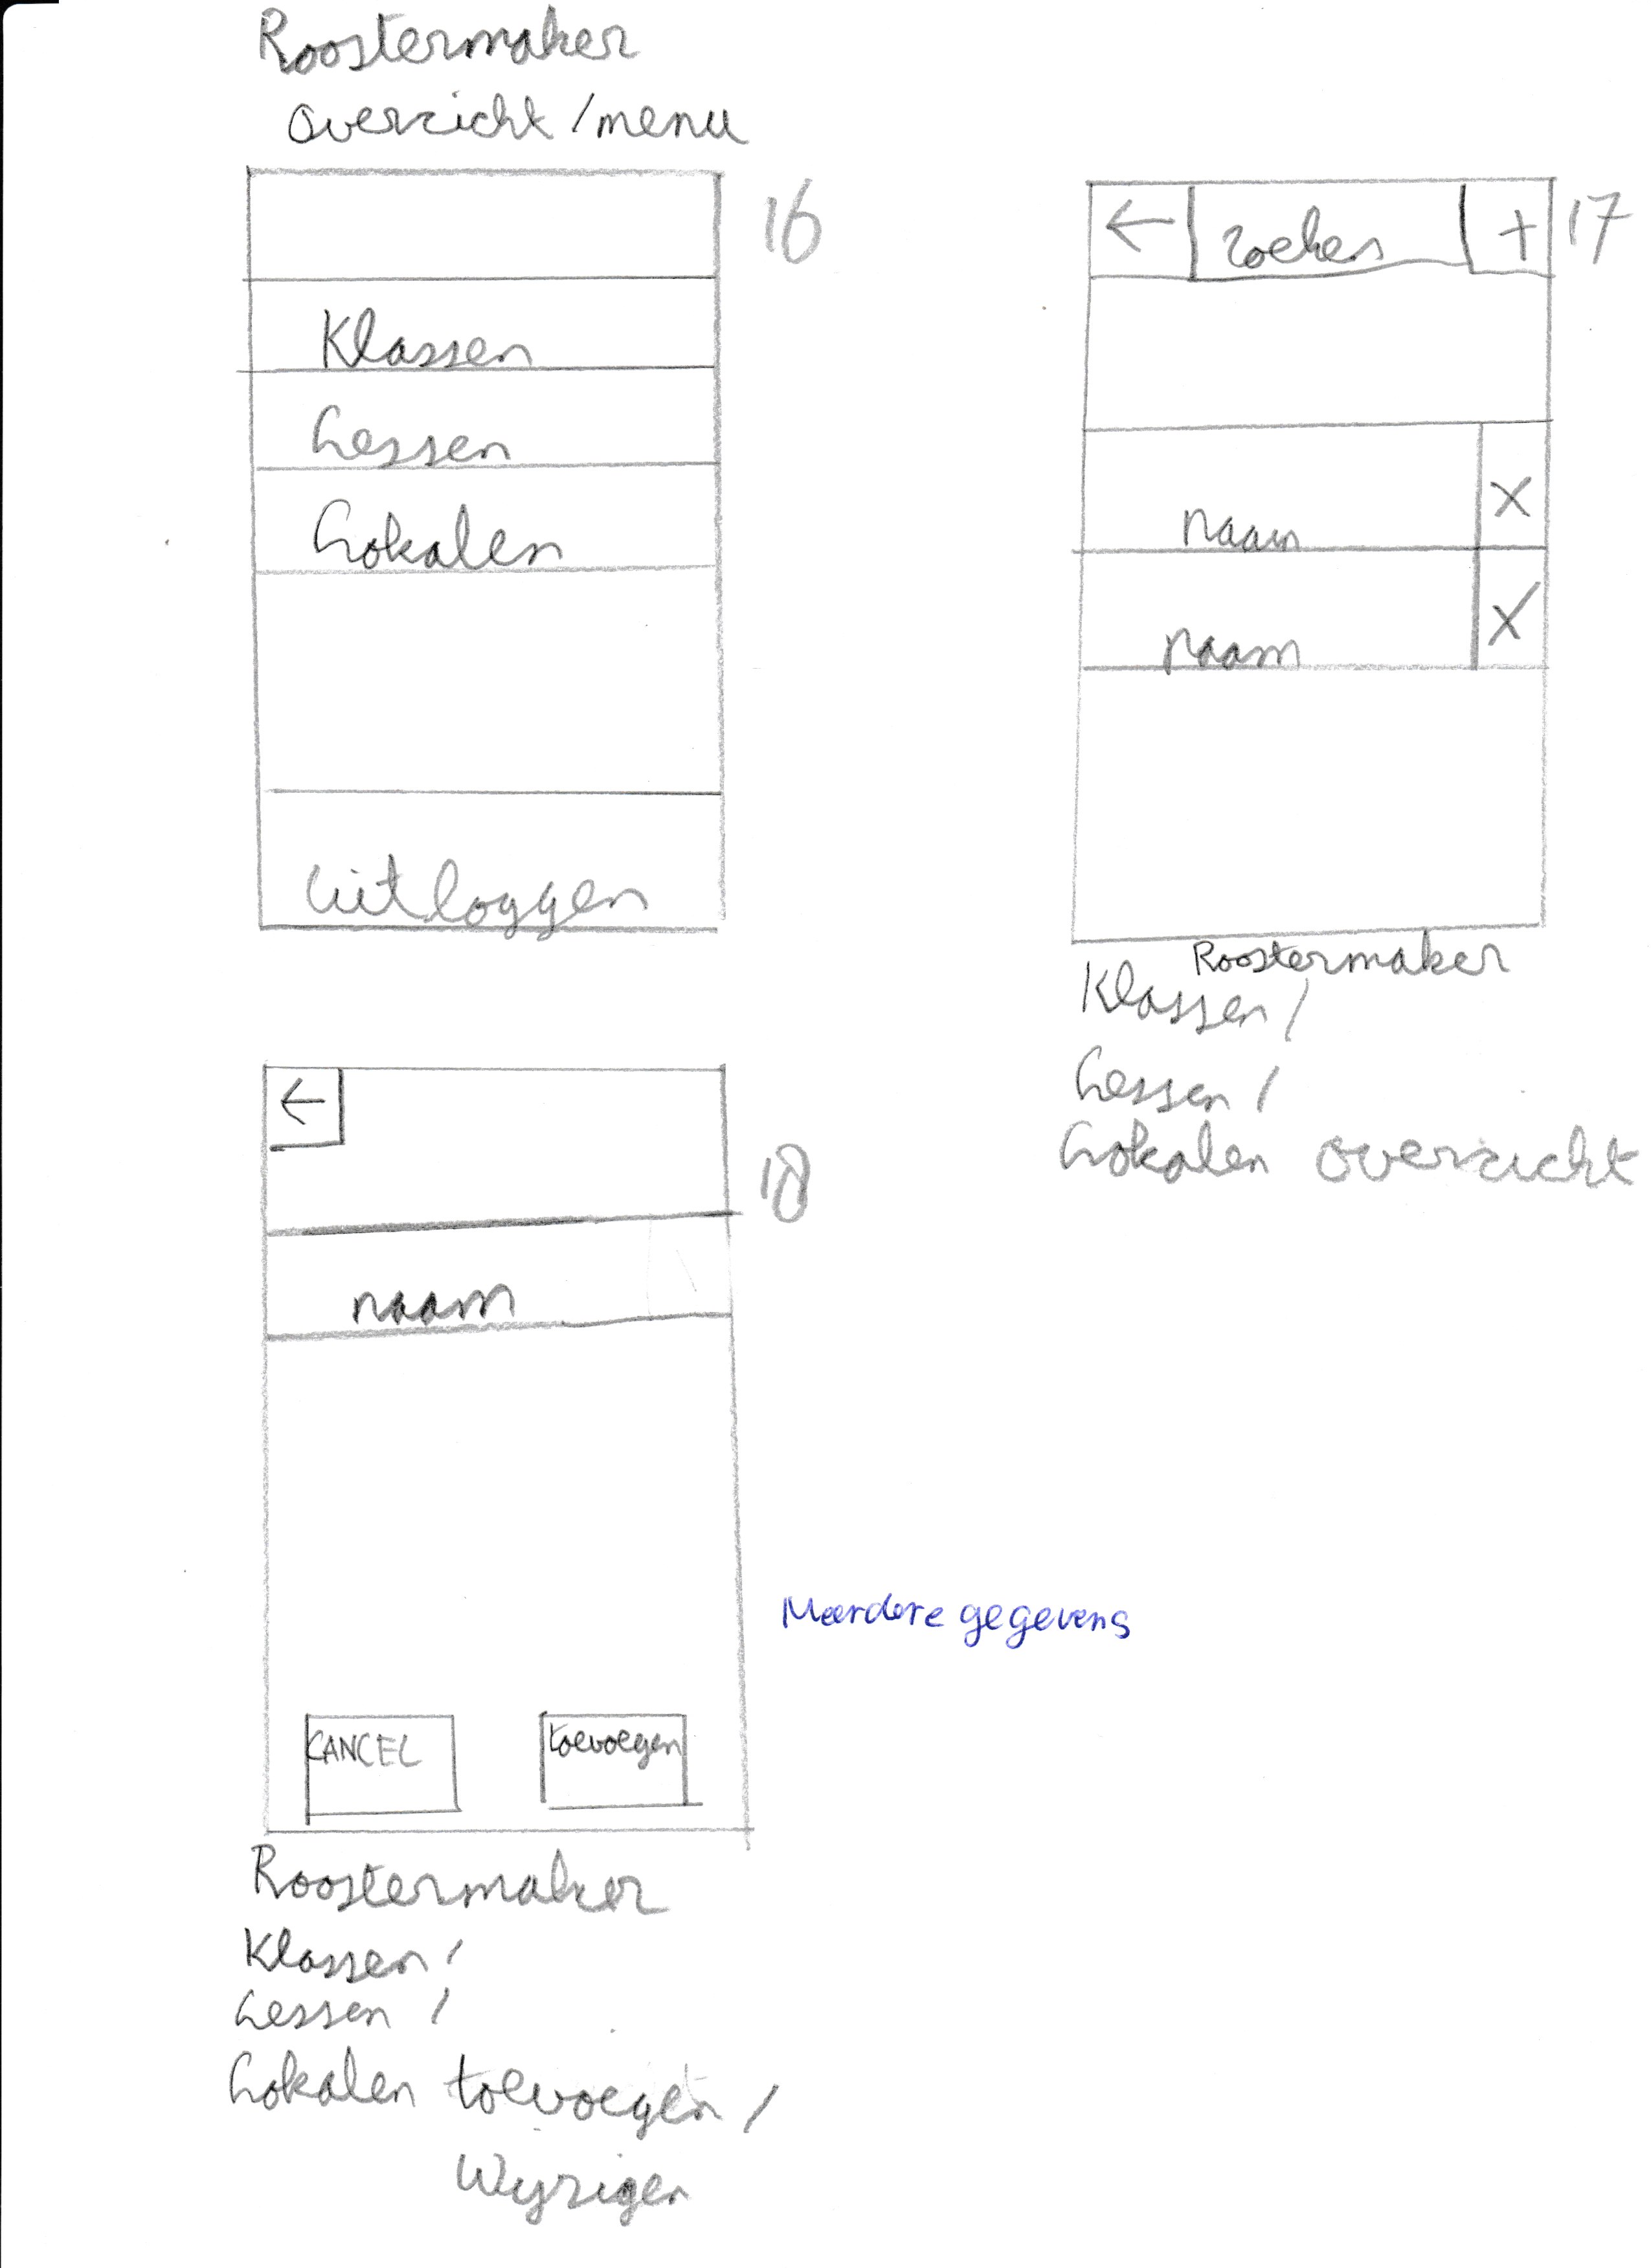 Roostermaker
overzicht / menu
16
Klassen
Lessen
Lokalen
uitloggen
← zoeken + 17
naam X
naam X
Roostermaker
Klassen /
Lessen /
Lokalen overzicht
←
18
naam
Meerdere gegevens
CANCEL toevoegen
Roostermaker
Klassen /
Lessen /
Lokalen toevoegen /
Wijzigen